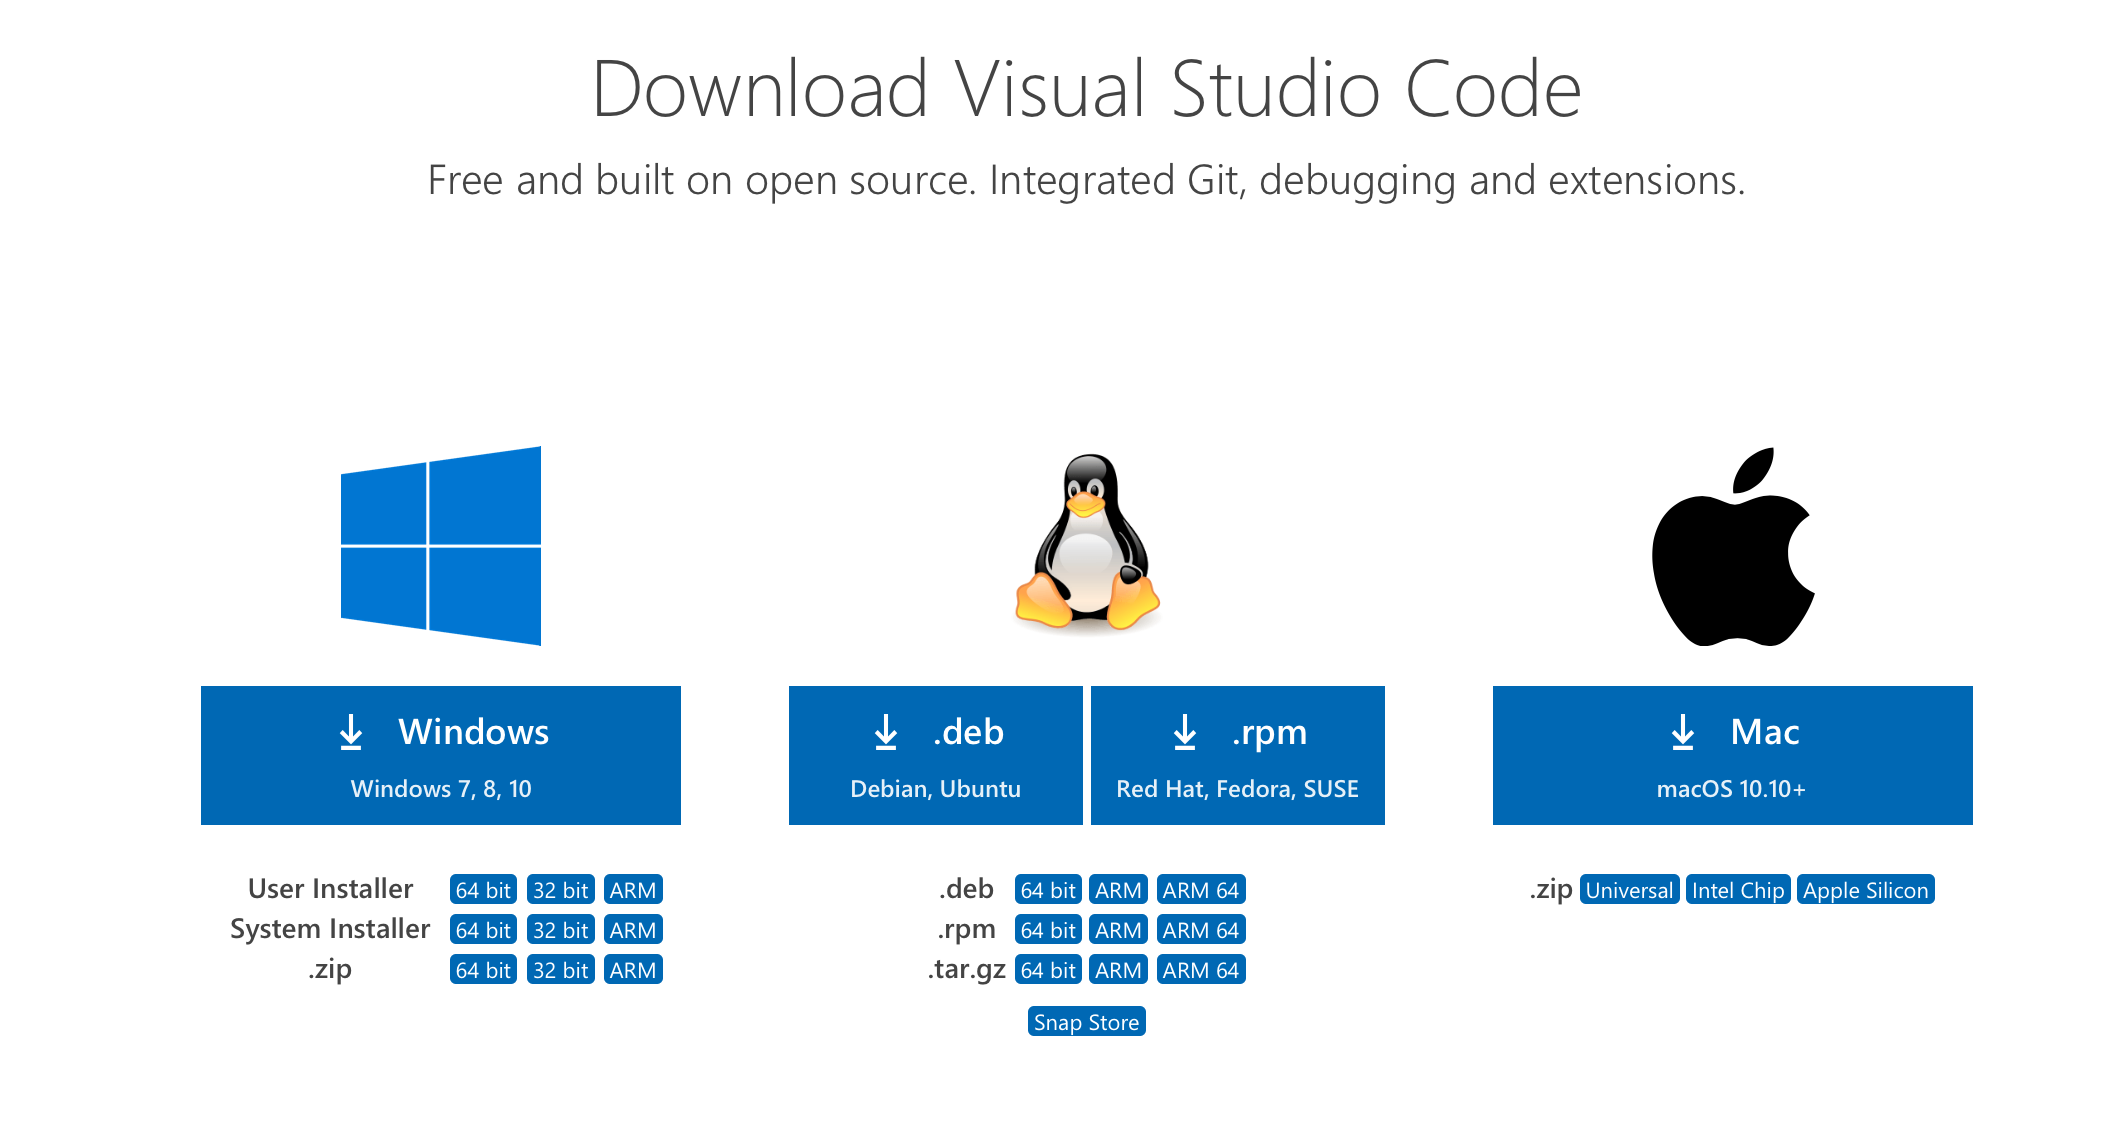 Download Visual Studio Code
Free and built on open source. Integrated Git, debugging and extensions.
Windows
Windows 7, 8, 10
User Installer 64 bit 32 bit ARM
System Installer 64 bit 32 bit ARM
.zip 64 bit 32 bit ARM
.deb
Debian, Ubuntu
.rpm
Red Hat, Fedora, SUSE
.deb 64 bit ARM ARM 64
.rpm 64 bit ARM ARM 64
.tar.gz 64 bit ARM ARM 64
Snap Store
Mac
macOS 10.10+
.zip Universal Intel Chip Apple Silicon